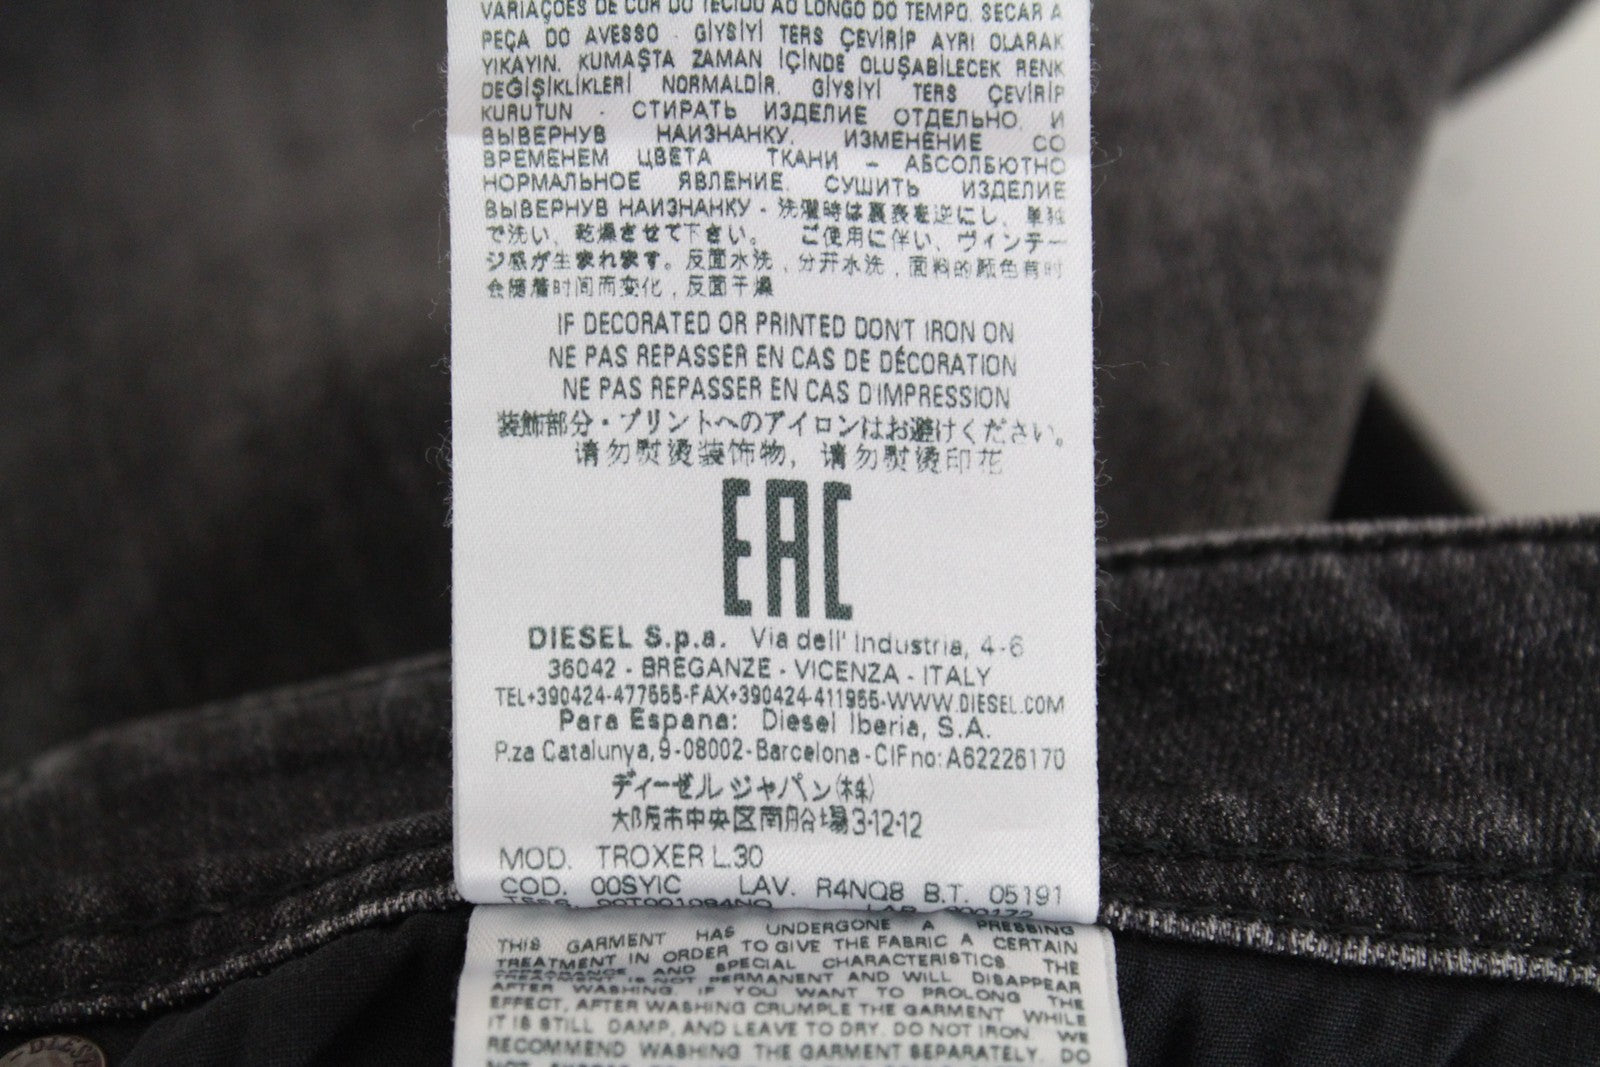 VARIAÇÕES DE COR DO TECIDO AO LONGO DO TEMPO. SECAR A
PEÇA DO AVESSO - GİYSİYİ TERS ÇEVİRİP AYRI OLARAK
YIKAYIN. KUMAŞTA ZAMAN İÇİNDE OLUŞABİLECEK RENK
DEĞİŞİKLİKLERİ NORMALDİR. GİYSİYİ TERS ÇEVİRİP
KURUTUN - СТИРАТЬ ИЗДЕЛИЕ ОТДЕЛЬНО, И
ВЫВЕРНУВ НАИЗНАНКУ. ИЗМЕНЕНИЕ СО
ВРЕМЕНЕМ ЦВЕТА ТКАНИ – АБСОЛЮТНО
НОРМАЛЬНОЕ ЯВЛЕНИЕ. СУШИТЬ ИЗДЕЛИЕ
ВЫВЕРНУВ НАИЗНАНКУ - 洗濯時は裏表を逆にし、単独
で洗い、乾燥させて下さい。 ご使用に伴い、ヴィンテー
ジ感が生まれます。反面水洗，分开水洗，面料的颜色有时
会随着时间而变化，反面干燥
IF DECORATED OR PRINTED DON'T IRON ON
NE PAS REPASSER EN CAS DE DÉCORATION
NE PAS REPASSER EN CAS D'IMPRESSION
装飾部分・プリントへのアイロンはお避けください。
请勿熨烫装饰物，请勿熨烫印花
EAC
DIESEL S.p.a. Via dell' Industria, 4-6
36042 - BREGANZE - VICENZA - ITALY
TEL+390424-477555-FAX+390424-411955-WWW.DIESEL.COM
Para Espana: Diesel Iberia, S.A.
P.za Catalunya, 9-08002-Barcelona-CIF no: A62226170
ディーゼル ジャパン(株)
大阪市中央区南船場3-12-12
MOD. TROXER L.30
COD. 00SYIC LAV. R4NQ8 B.T. 05191
THIS GARMENT HAS UNDERGONE A PRESSING
TREATMENT IN ORDER TO GIVE THE FABRIC A CERTAIN
APPEARANCE AND SPECIAL CHARACTERISTICS. THE
TREATMENT IS NOT PERMANENT AND WILL DISAPPEAR
AFTER WASHING. IF YOU WANT TO PROLONG THE
EFFECT, AFTER WASHING CRUMPLE THE GARMENT WHILE
IT IS STILL DAMP, AND LEAVE TO DRY. DO NOT IRON. WE
RECOMMEND WASHING THE GARMENT SEPARATELY. DO